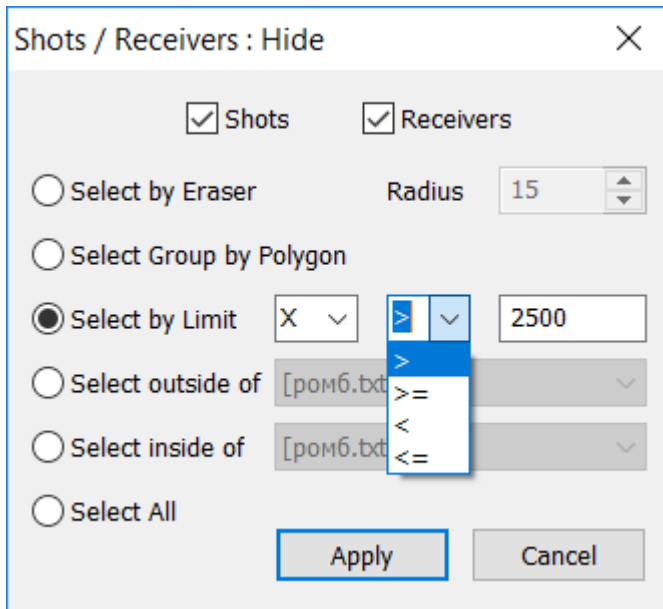 Shots / Receivers : Hide
Shots Receivers
Select by Eraser Radius 15
Select Group by Polygon
Select by Limit X > 2500
>
Select outside of [ромб.txt
>=
<
Select inside of [ромб.txt
<=
Select All
Apply Cancel